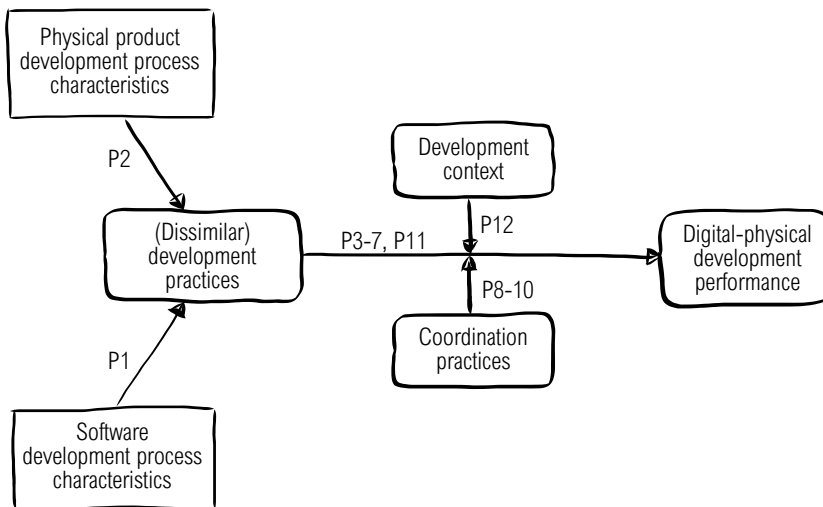 Physical product
development process
characteristics
P2
Development
context
(Dissimilar)
development
practices
P3-7, P11
P12
Digital-physical
development
performance
P8-10
Coordination
practices
P1
Software
development process
characteristics